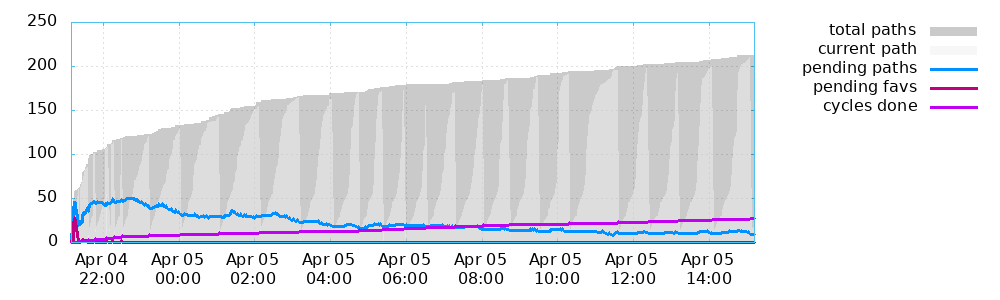 250
200
150
100
50
0
Apr 04 22:00
Apr 05 00:00
Apr 05 02:00
Apr 05 04:00
Apr 05 06:00
Apr 05 08:00
Apr 05 10:00
Apr 05 12:00
Apr 05 14:00
total paths
current path
pending paths
pending favs
cycles done